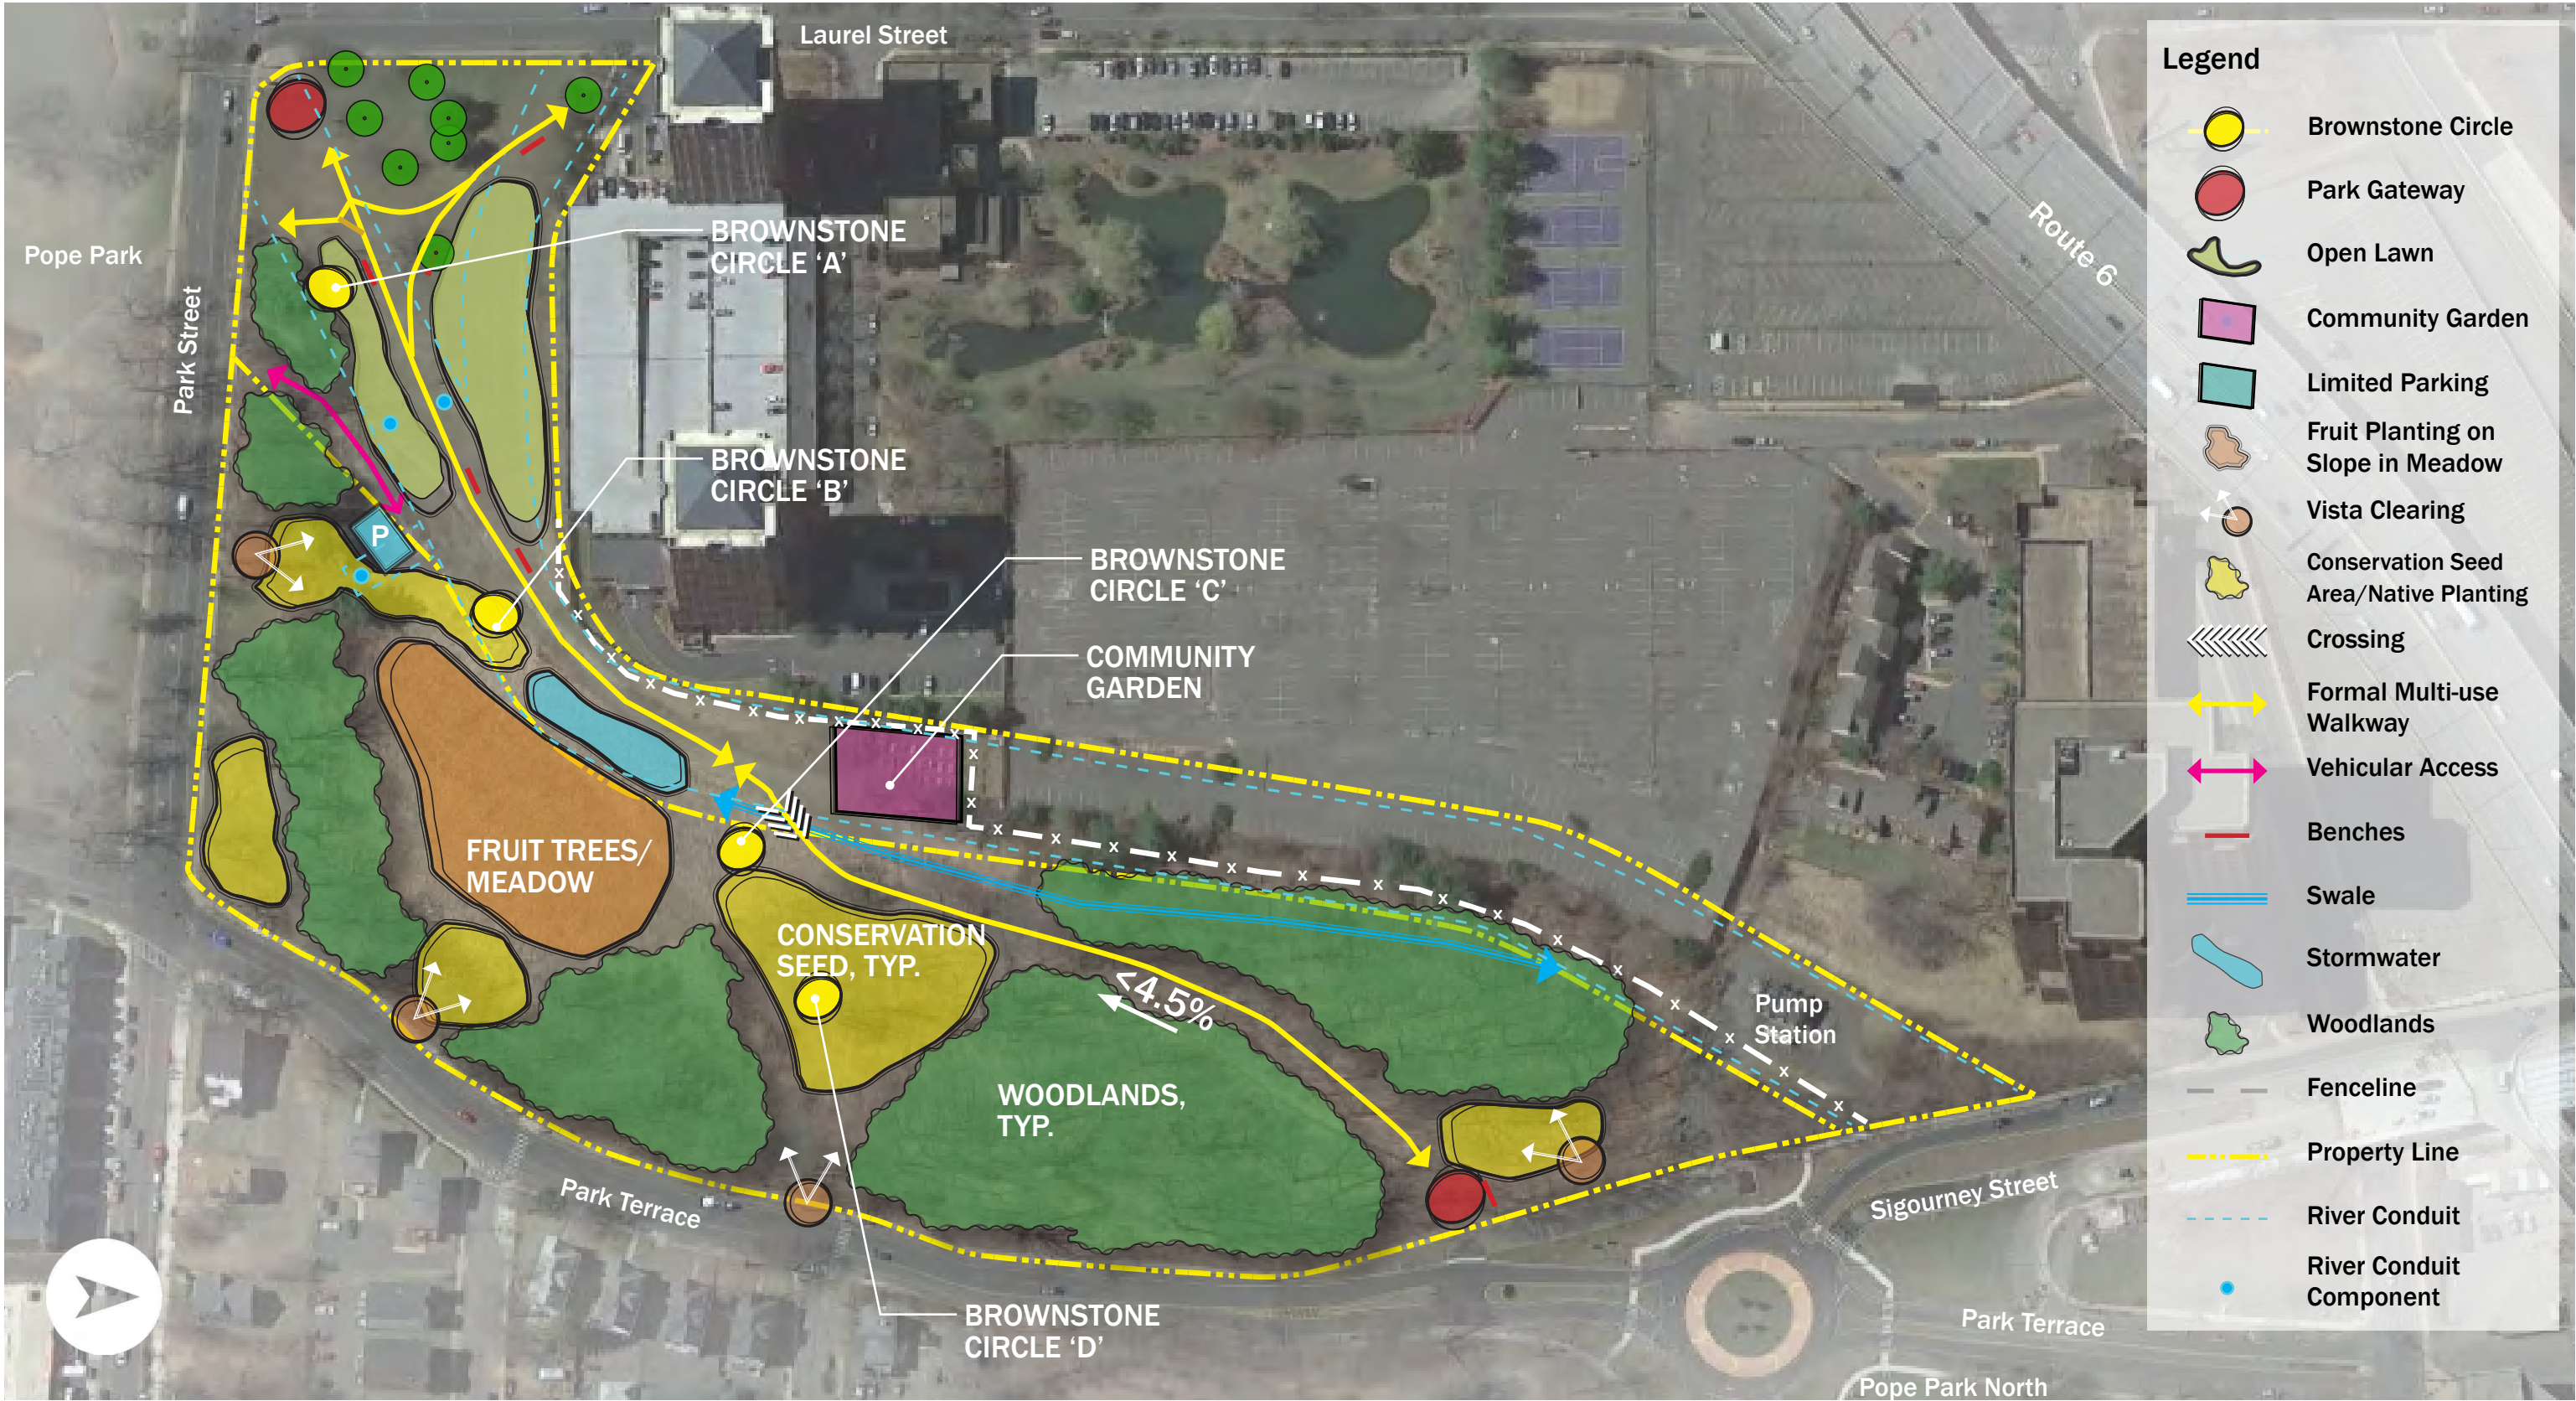 Laurel Street
Pope Park
Park Street
Route 6
BROWNSTONE
CIRCLE ‘A’
BROWNSTONE
CIRCLE ‘B’
P
BROWNSTONE
CIRCLE ‘C’
COMMUNITY
GARDEN
FRUIT TREES/
MEADOW
CONSERVATION
SEED, TYP.
<4.5%
WOODLANDS,
TYP.
Pump
Station
Park Terrace
Sigourney Street
BROWNSTONE
CIRCLE ‘D’
Park Terrace
Pope Park North
Legend
Brownstone Circle
Park Gateway
Open Lawn
Community Garden
Limited Parking
Fruit Planting on
Slope in Meadow
Vista Clearing
Conservation Seed
Area/Native Planting
Crossing
Formal Multi-use
Walkway
Vehicular Access
Benches
Swale
Stormwater
Woodlands
Fenceline
Property Line
River Conduit
River Conduit
Component